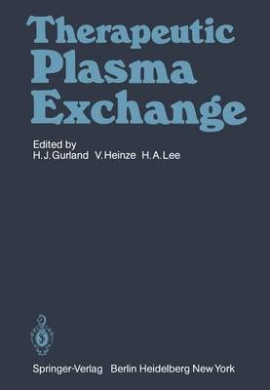 Therapeutic
Plasma
Exchange
Edited by
H.J.Gurland V. Heinze H.A.Lee
Springer-Verlag Berlin Heidelberg New York